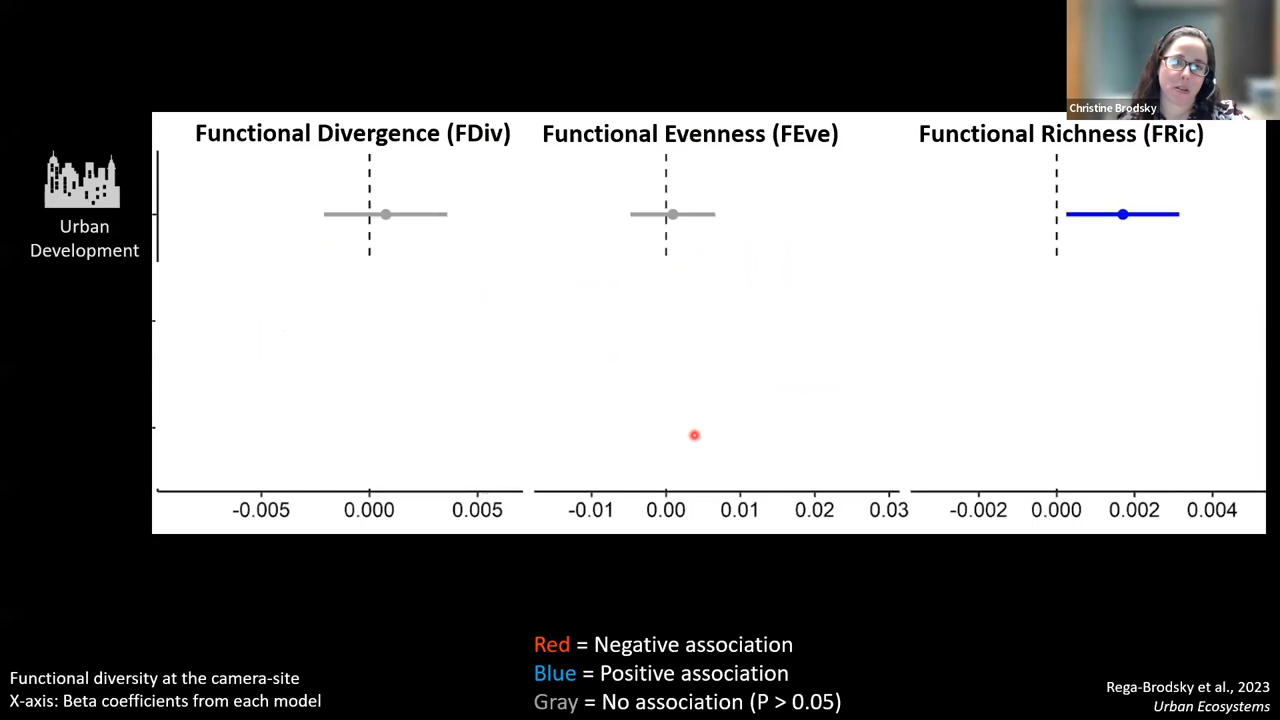 Christine Brodsky
Functional Divergence (FDiv)
Functional Evenness (FEve)
Functional Richness (FRic)
Urban
Development
-0.005
0.000
0.005
-0.01
0.00
0.01
0.02
0.03
-0.002
0.000
0.002
0.004
Red = Negative association
Blue = Positive association
Gray = No association (P > 0.05)
Functional diversity at the camera-site
X-axis: Beta coefficients from each model
Rega-Brodsky et al., 2023
Urban Ecosystems